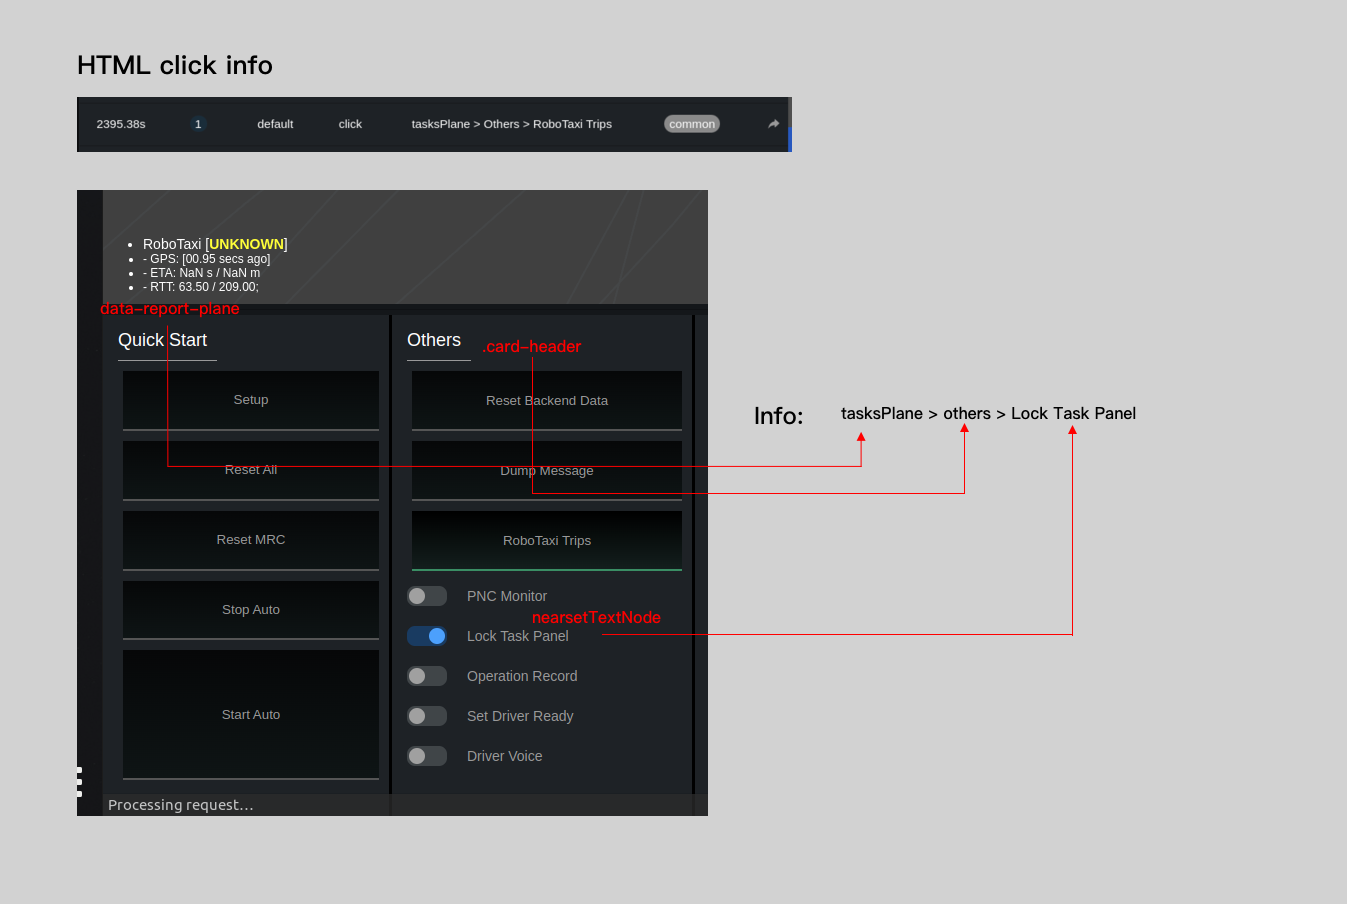 HTML click info
2395.38s 1 default click tasksPlane > Others > RoboTaxi Trips common
RoboTaxi [UNKNOWN]
- GPS: [00.95 secs ago]
- ETA: NaN s / NaN m
- RTT: 63.50 / 209.00;
data-report-plane
Quick Start
Setup
Reset All
Reset MRC
Stop Auto
Start Auto
Others
.card-header
Reset Backend Data
Dump Message
RoboTaxi Trips
PNC Monitor
nearsetTextNode
Lock Task Panel
Operation Record
Set Driver Ready
Driver Voice
Processing request...
Info: tasksPlane > others > Lock Task Panel